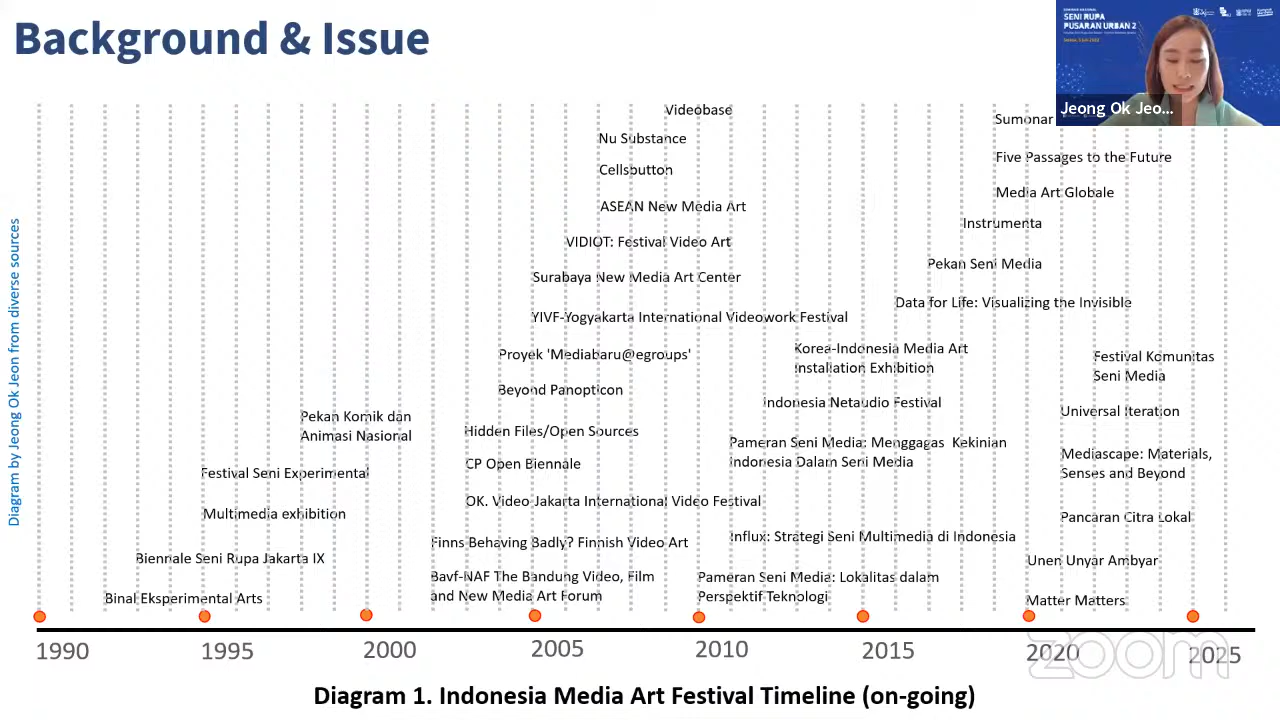 Background & Issue
SENI RUPA
PUSARAN URBAN 2
Jeong Ok Jeo...
Diagram by Jeong Ok Jeon from diverse sources
Videobase
Sumonar
Nu Substance
Five Passages to the Future
Cellsbutton
Media Art Globale
ASEAN New Media Art
Instrumenta
VIDIOT: Festival Video Art
Pekan Seni Media
Surabaya New Media Art Center
Data for Life: Visualizing the Invisible
YIVF-Yogyakarta International Videowork Festival
Proyek 'Mediabaru@egroups'
Korea-Indonesia Media Art
Installation Exhibition
Festival Komunitas
Seni Media
Beyond Panopticon
Indonesia Netaudio Festival
Universal Iteration
Pekan Komik dan
Animasi Nasional
Hidden Files/Open Sources
Pameran Seni Media: Menggagas Kekinian
Indonesia Dalam Seni Media
Festival Seni Experimental
CP Open Biennale
Mediascape: Materials,
Senses and Beyond
Multimedia exhibition
OK. Video Jakarta International Video Festival
Pancaran Citra Lokal
Finns Behaving Badly? Finnish Video Art
Influx: Strategi Seni Multimedia di Indonesia
Biennale Seni Rupa Jakarta IX
Unen Unyar Ambyar
Bavf-NAF The Bandung Video, Film
and New Media Art Forum
Pameran Seni Media: Lokalitas dalam
Perspektif Teknologi
Binal Eksperimental Arts
Matter Matters
1990
1995
2000
2005
2010
2015
2020
2025
zoom
Diagram 1. Indonesia Media Art Festival Timeline (on-going)